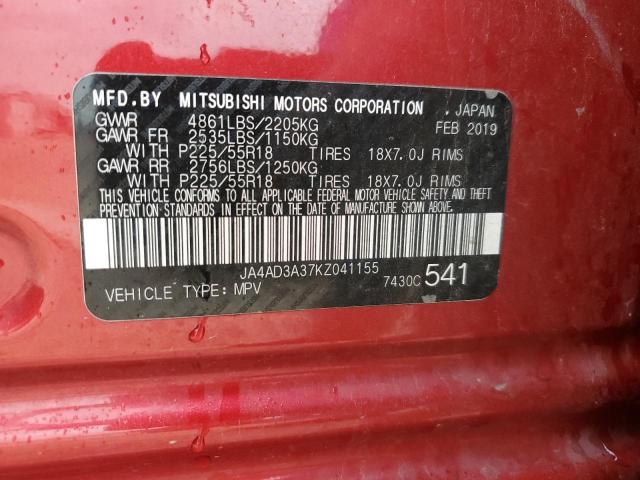 MFD.BY MITSUBISHI MOTORS CORPORATION , JAPAN
GVWR 4861LBS/2205KG FEB 2019
GAWR FR 2535LBS/1150KG
WITH P225/55R18 TIRES 18X7.0J RIMS
GAWR RR 2756LBS/1250KG
WITH P225/55R18 TIRES 18X7.0J RIMS
THIS VEHICLE CONFORMS TO ALL APPLICABLE FEDERAL MOTOR VEHICLE SAFETY AND THEFT
PREVENTION STANDARDS IN EFFECT ON THE DATE OF MANUFACTURE SHOWN ABOVE.
JA4AD3A37KZ041155
VEHICLE TYPE: MPV 7430C 541